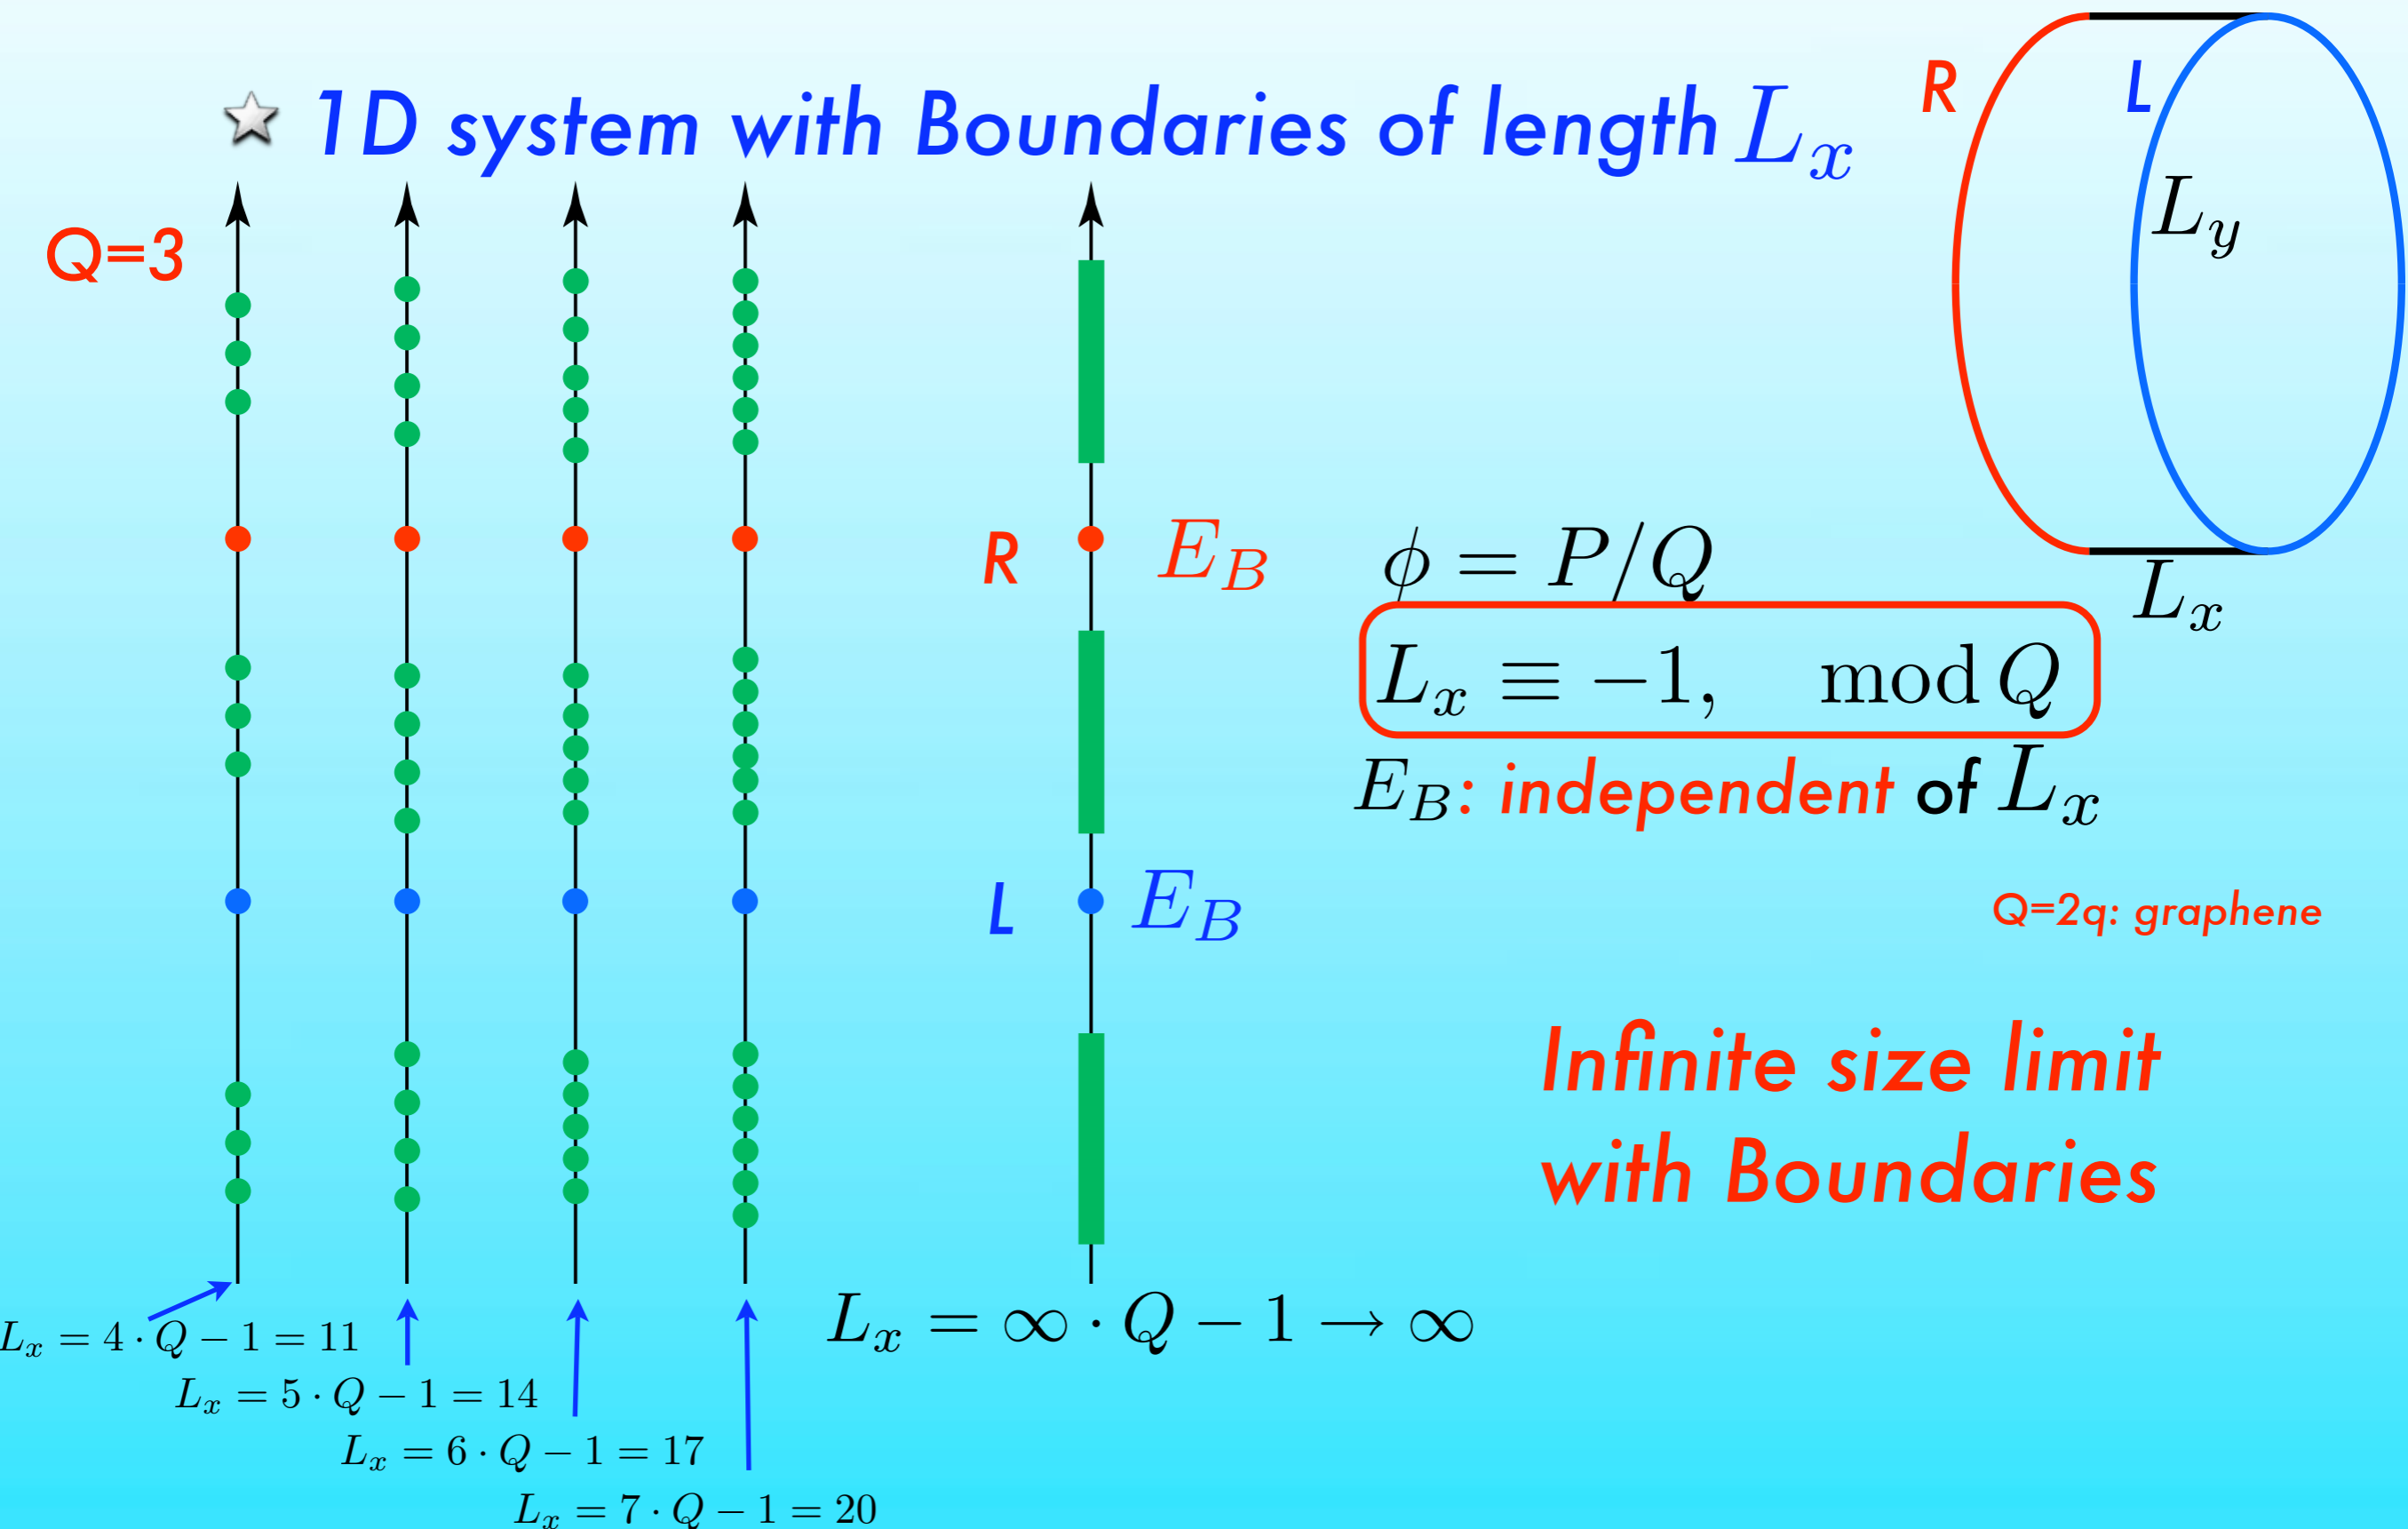 1D system with Boundaries of length L_x
R
L
L_y
L_x
Q=3
R E_B
L E_B
ϕ = P/Q
L_x ≡ −1, mod Q
E_B: independent of L_x
Q=2q: graphene
Infinite size limit
with Boundaries
L_x = ∞ · Q − 1 → ∞
L_x = 4 · Q − 1 = 11
L_x = 5 · Q − 1 = 14
L_x = 6 · Q − 1 = 17
L_x = 7 · Q − 1 = 20